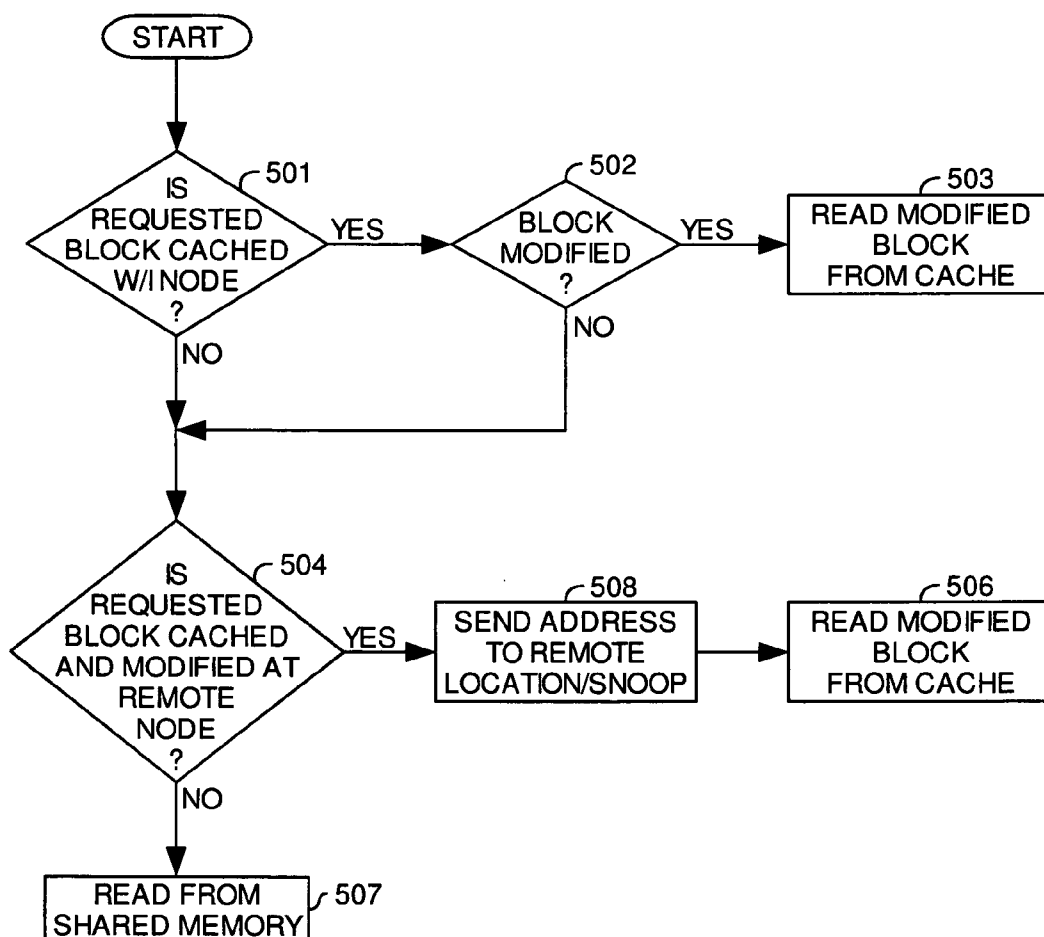 START
501
IS
REQUESTED
BLOCK CACHED
W/I NODE
?
YES
NO
502
BLOCK
MODIFIED
?
YES
NO
503
READ MODIFIED
BLOCK
FROM CACHE
504
IS
REQUESTED
BLOCK CACHED
AND MODIFIED AT
REMOTE
NODE
?
YES
NO
508
SEND ADDRESS
TO REMOTE
LOCATION/SNOOP
506
READ MODIFIED
BLOCK
FROM CACHE
READ FROM
SHARED MEMORY
507